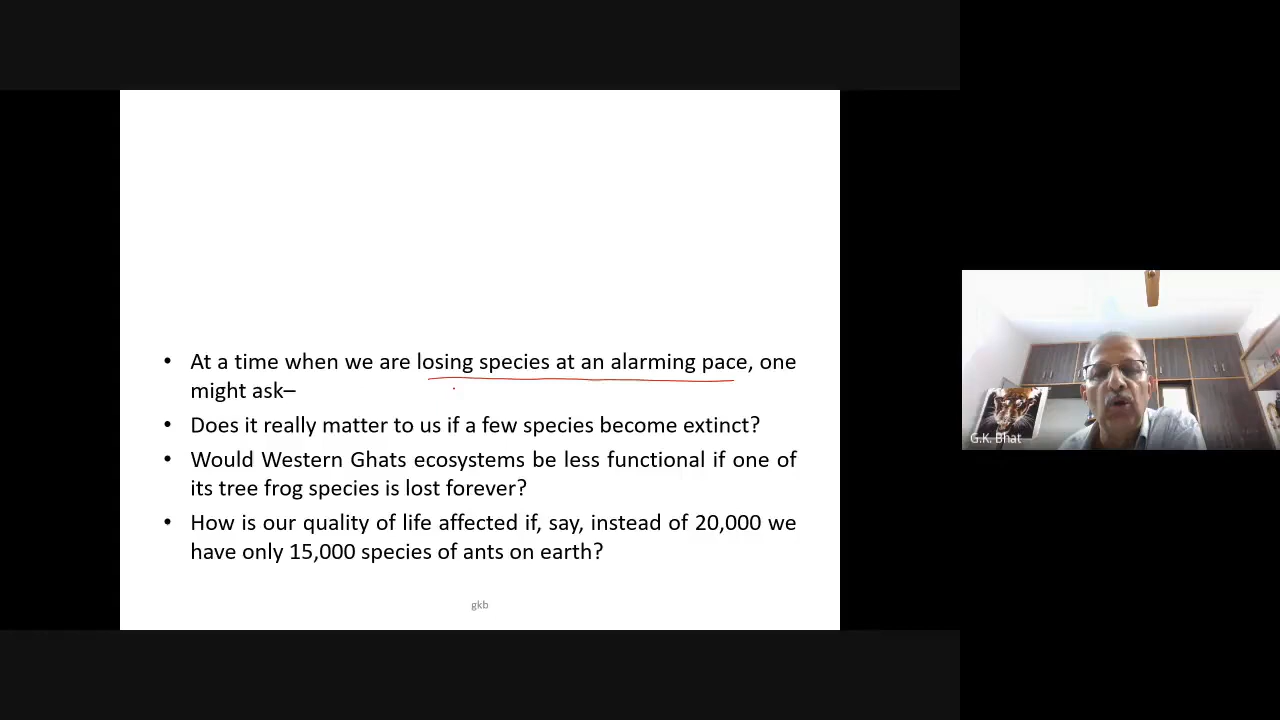 • At a time when we are losing species at an alarming pace, one
might ask–
• Does it really matter to us if a few species become extinct?
• Would Western Ghats ecosystems be less functional if one of
its tree frog species is lost forever?
• How is our quality of life affected if, say, instead of 20,000 we
have only 15,000 species of ants on earth?
gkb
G.K. Bhat